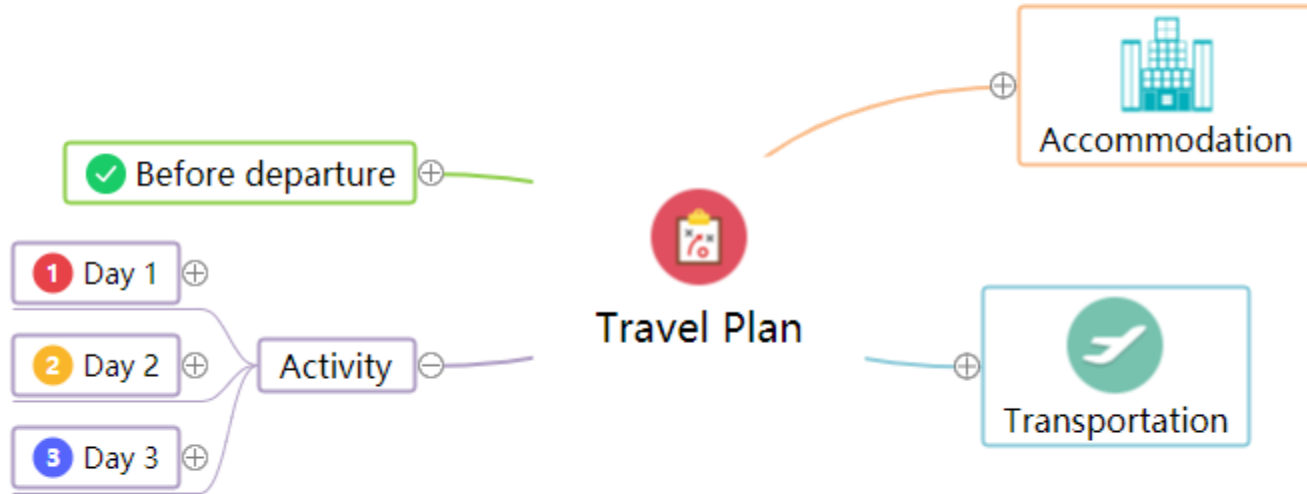 Accommodation
Before departure
1 Day 1
Travel Plan
2 Day 2
Activity
Transportation
3 Day 3